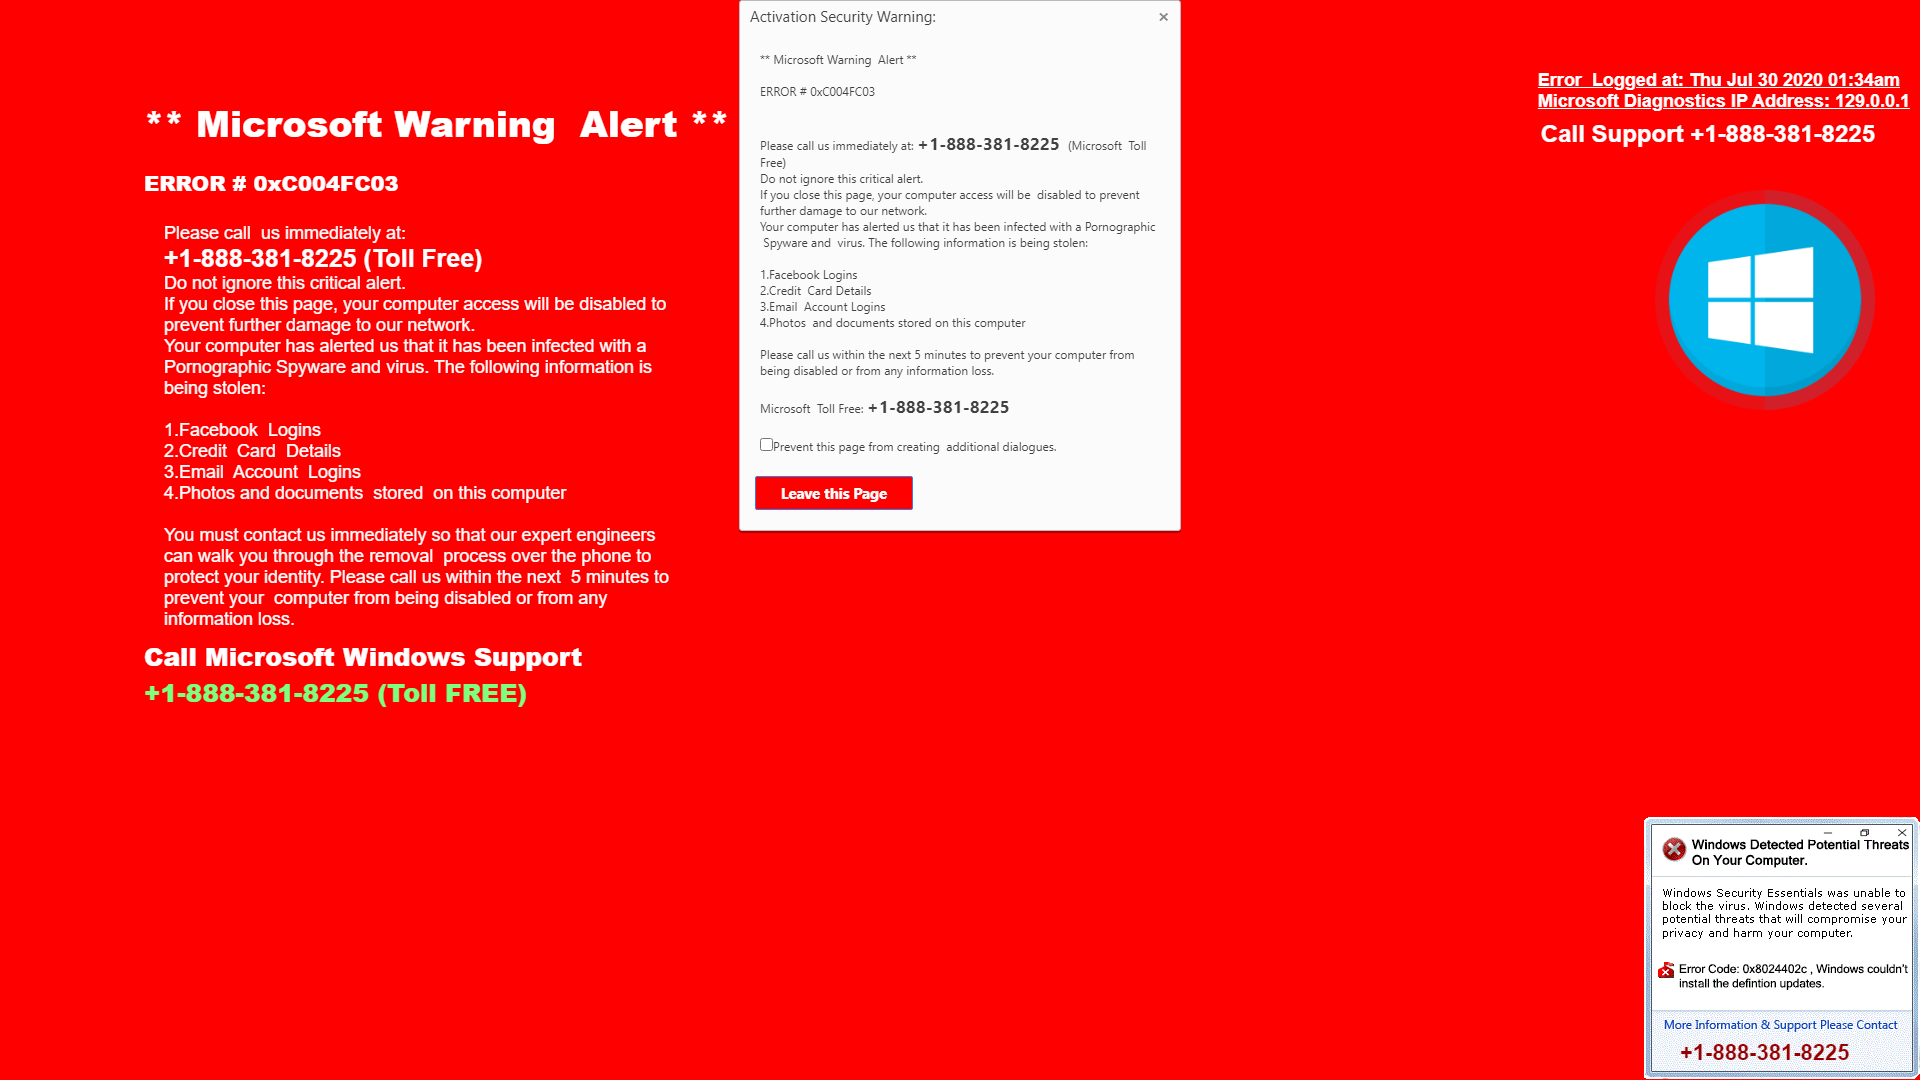 ** Microsoft Warning  Alert **
ERROR # 0xC004FC03
Please call  us immediately at:
+1-888-381-8225 (Toll Free)
Do not ignore this critical alert.
If you close this page, your computer access will be disabled to
prevent further damage to our network.
Your computer has alerted us that it has been infected with a
Pornographic Spyware and virus. The following information is
being stolen:
1.Facebook  Logins
2.Credit  Card  Details
3.Email  Account  Logins
4.Photos and documents  stored  on this computer
You must contact us immediately so that our expert engineers
can walk you through the removal  process over the phone to
protect your identity. Please call us within the next  5 minutes to
prevent your  computer from being disabled or from any
information loss.
Call Microsoft Windows Support
+1-888-381-8225 (Toll FREE)
Activation Security Warning:
** Microsoft Warning  Alert **
ERROR # 0xC004FC03
Please call us immediately at: +1-888-381-8225  (Microsoft  Toll
Free)
Do not ignore this critical alert.
If you close this page, your computer access will be  disabled to prevent
further damage to our network.
Your computer has alerted us that it has been infected with a Pornographic
Spyware and  virus. The following information is being stolen:
1.Facebook Logins
2.Credit  Card Details
3.Email  Account Logins
4.Photos  and documents stored on this computer
Please call us within the next 5 minutes to prevent your computer from
being disabled or from any information loss.
Microsoft  Toll Free: +1-888-381-8225
Prevent this page from creating  additional dialogues.
Leave this Page
Error  Logged at: Thu Jul 30 2020 01:34am
Microsoft Diagnostics IP Address: 129.0.0.1
Call Support +1-888-381-8225
Windows Detected Potential Threats
On Your Computer.
Windows Security Essentials was unable to
block the virus. Windows detected several
potential threats that will compromise your
privacy and harm your computer.
Error Code: 0x8024402c , Windows couldn't
install the defintion updates.
More Information & Support Please Contact
+1-888-381-8225